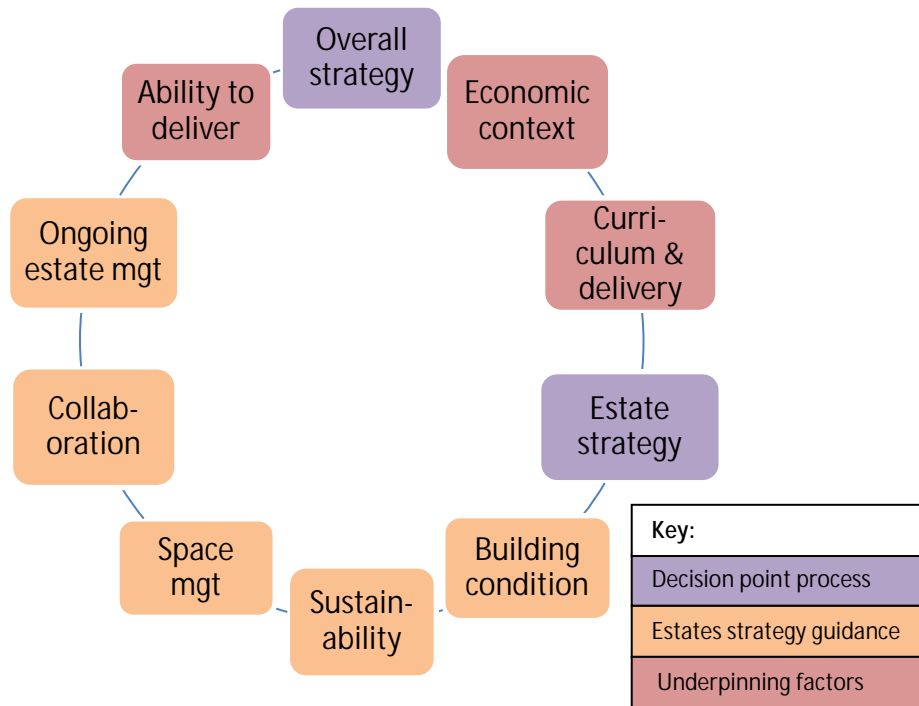 Overall
strategy
Economic
context
Curri-
culum &
delivery
Estate
strategy
Building
condition
Sustain-
ability
Space
mgt
Collab-
oration
Ongoing
estate mgt
Ability to
deliver
Key:
Decision point process
Estates strategy guidance
Underpinning factors